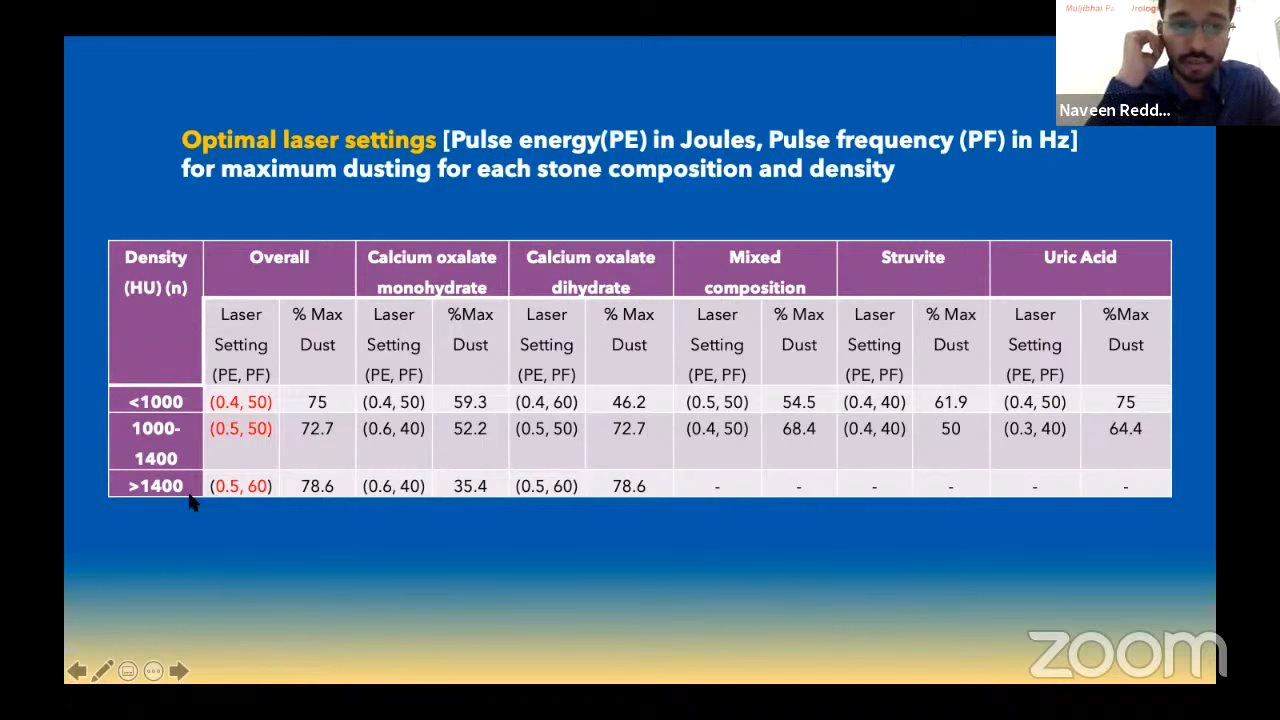 Muljibhai Pa
Naveen Redd...
Optimal laser settings [Pulse energy(PE) in Joules, Pulse frequency (PF) in Hz]
for maximum dusting for each stone composition and density
Density (HU) (n) Overall Calcium oxalate monohydrate Calcium oxalate dihydrate Mixed composition Struvite Uric Acid
Laser Setting (PE, PF) % Max Dust Laser Setting (PE, PF) %Max Dust Laser Setting (PE, PF) % Max Dust Laser Setting (PE, PF) % Max Dust Laser Setting (PE, PF) % Max Dust Laser Setting (PE, PF) %Max Dust
<1000 (0.4, 50) 75 (0.4, 50) 59.3 (0.4, 60) 46.2 (0.5, 50) 54.5 (0.4, 40) 61.9 (0.4, 50) 75
1000-1400 (0.5, 50) 72.7 (0.6, 40) 52.2 (0.5, 50) 72.7 (0.4, 50) 68.4 (0.4, 40) 50 (0.3, 40) 64.4
>1400 (0.5, 60) 78.6 (0.6, 40) 35.4 (0.5, 60) 78.6 - - - - - -
zoom